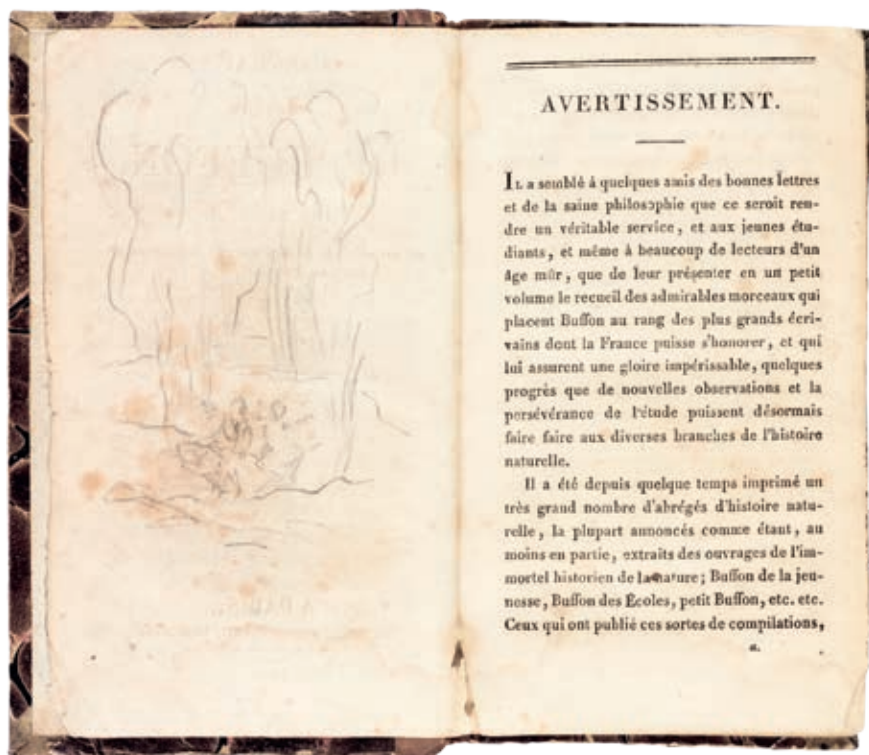 AVERTISSEMENT.
IL a semblé à quelques amis des bonnes lettres
et de la saine philosophie que ce seroit ren-
dre un véritable service, et aux jeunes étu-
diants, et même à beaucoup de lecteurs d'un
âge mûr, que de leur présenter en un petit
volume le recueil des admirables morceaux qui
placent Buffon au rang des plus grands écri-
vains dont la France puisse s'honorer, et qui
lui assurent une gloire impérissable, quelques
progrès que de nouvelles observations et la
persévérance de l'étude puissent désormais
faire faire aux diverses branches de l'histoire
naturelle.
Il a été depuis quelque temps imprimé un
très grand nombre d'abrégés d'histoire natu-
relle, la plupart annoncés comme étant, au
moins en partie, extraits des ouvrages de l'im-
mortel historien de la nature; Buffon de la jeu-
nesse, Buffon des Écoles, petit Buffon, etc. etc.
Ceux qui ont publié ces sortes de compilations,
a.